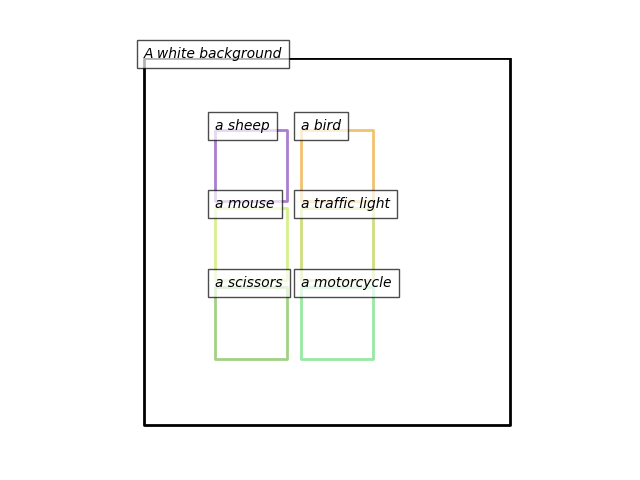 A white background
a sheep
a bird
a mouse
a traffic light
a scissors
a motorcycle